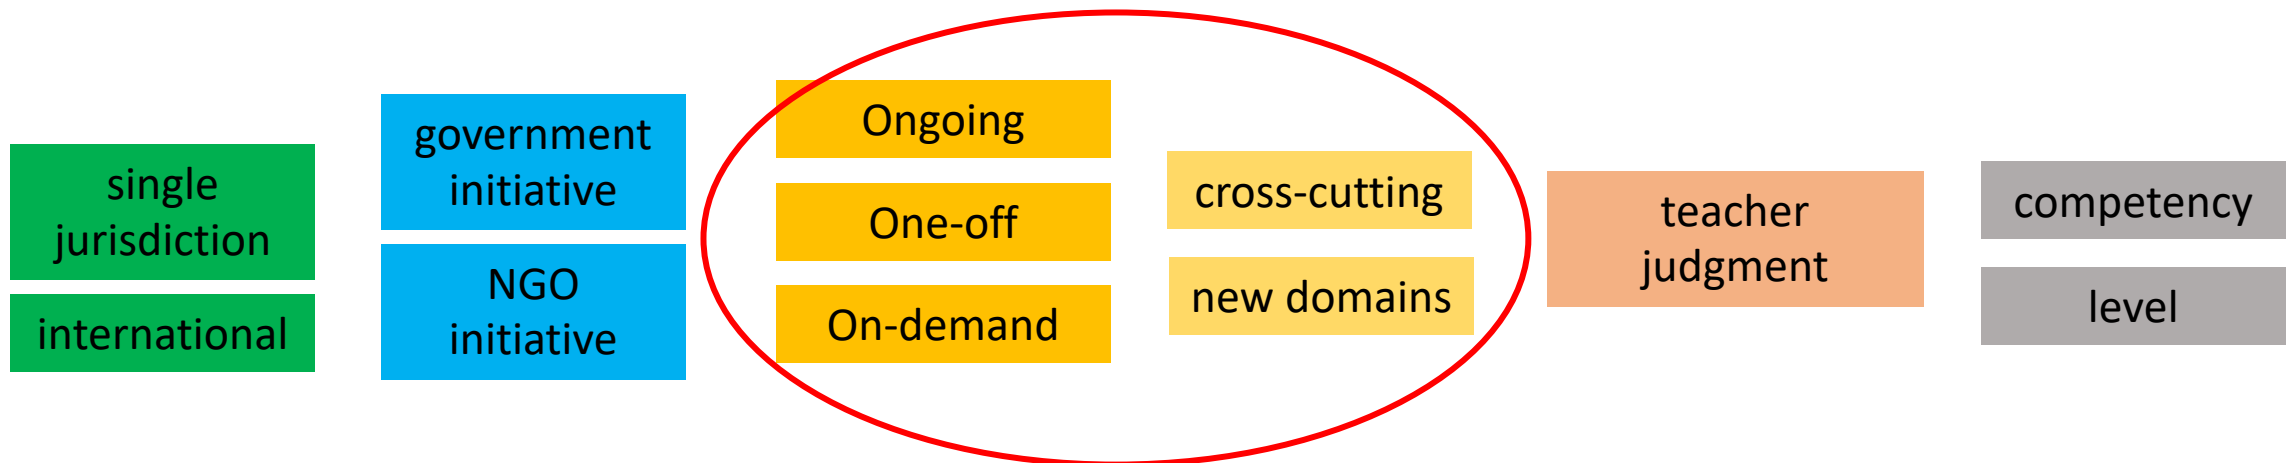 single
jurisdiction
international
government
initiative
NGO
initiative
Ongoing
One-off
On-demand
cross-cutting
new domains
teacher
judgment
competency
level